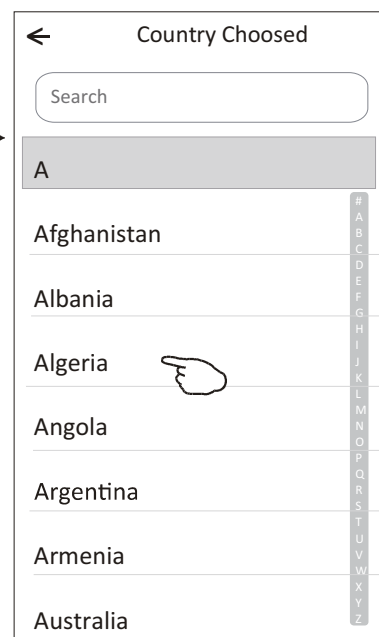 Country Choosed
Search
A
Afghanistan
Albania
Algeria
Angola
Argentina
Armenia
Australia
#
A
B
C
D
E
F
G
H
I
J
K
L
M
N
O
P
Q
R
S
T
U
V
W
X
Y
Z